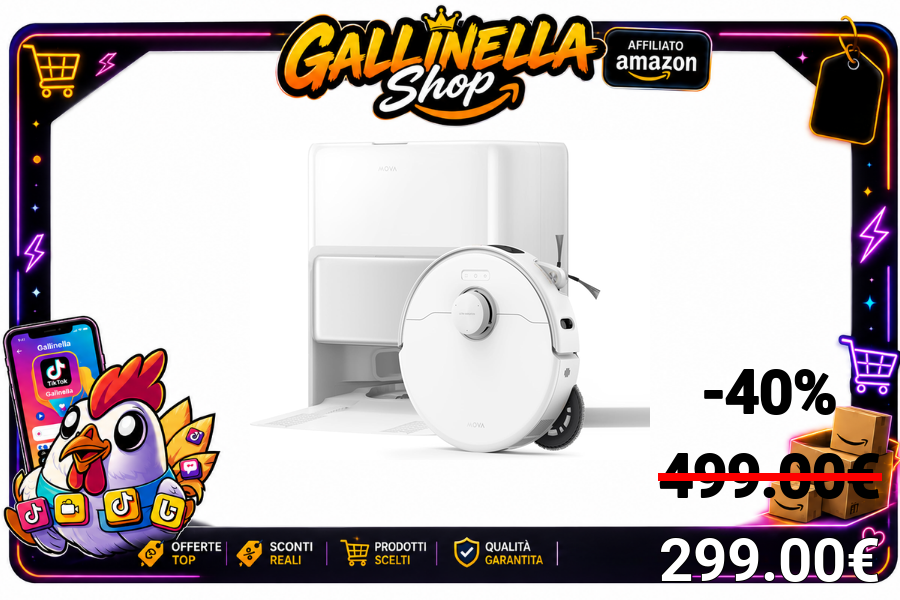 GALLINELLA
Shop
AFFILIATO
amazon
MOVA
MOVA
Gallinella
TikTok
Gallinella
-40%
499.00€
299.00€
OFFERTE
TOP
SCONTI
REALI
PRODOTTI
SCELTI
QUALITÀ
GARANTITA